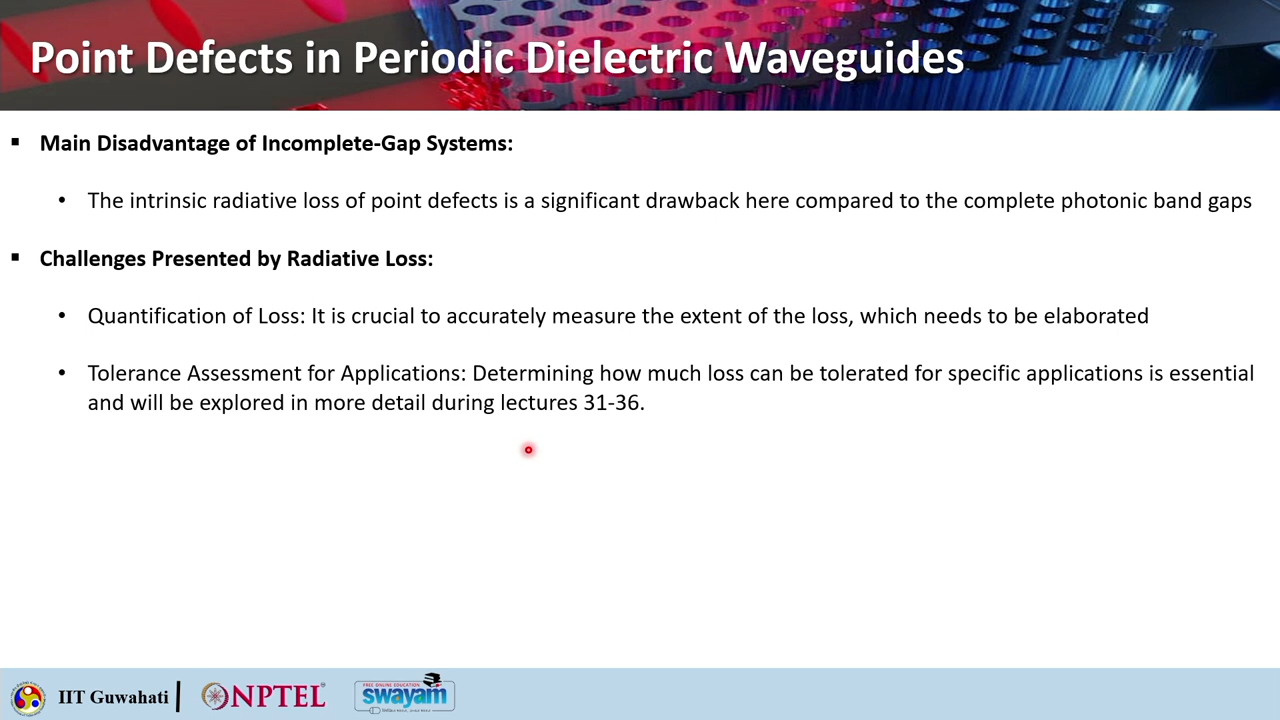 Point Defects in Periodic Dielectric Waveguides
▪ Main Disadvantage of Incomplete-Gap Systems:
• The intrinsic radiative loss of point defects is a significant drawback here compared to the complete photonic band gaps
▪ Challenges Presented by Radiative Loss:
• Quantification of Loss: It is crucial to accurately measure the extent of the loss, which needs to be elaborated
• Tolerance Assessment for Applications: Determining how much loss can be tolerated for specific applications is essential
and will be explored in more detail during lectures 31-36.
IIT Guwahati
NPTEL
FREE ONLINE EDUCATION
swayam